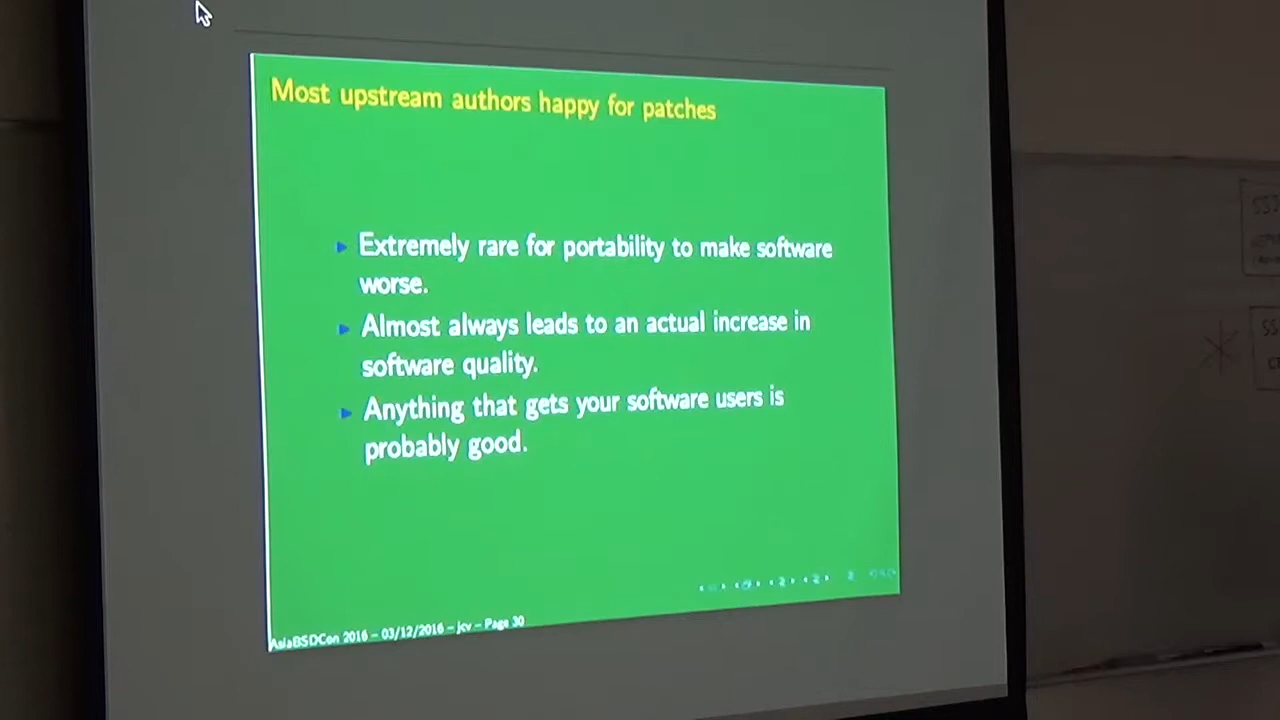 Most upstream authors happy for patches
Extremely rare for portability to make software
worse.
Almost always leads to an actual increase in
software quality.
Anything that gets your software users is
probably good.
AsiaBSDCon 2016 – 03/12/2016 – jcv – Page 30